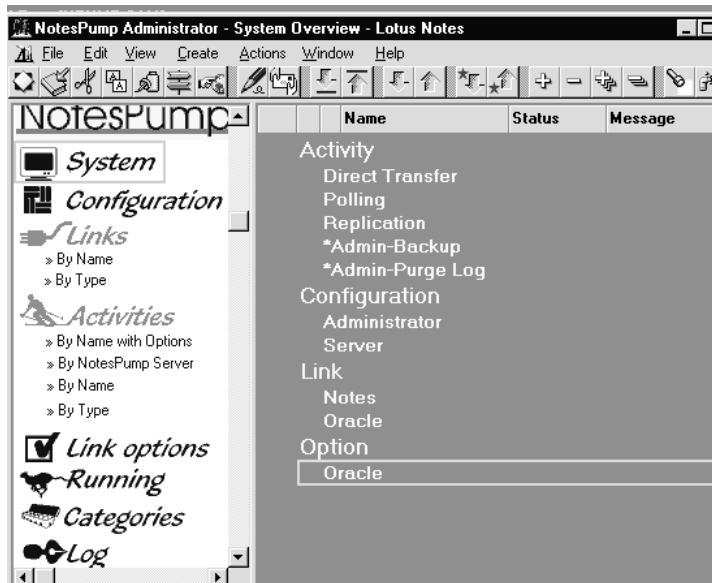 NotesPump Administrator - System Overview - Lotus Notes
File Edit View Create Actions Window Help
NotesPump
System
Configuration
Links
» By Name
» By Type
Activities
» By Name with Options
» By NotesPump Server
» By Name
» By Type
Link options
Running
Categories
Log
Name Status Message
Activity
Direct Transfer
Polling
Replication
*Admin-Backup
*Admin-Purge Log
Configuration
Administrator
Server
Link
Notes
Oracle
Option
Oracle